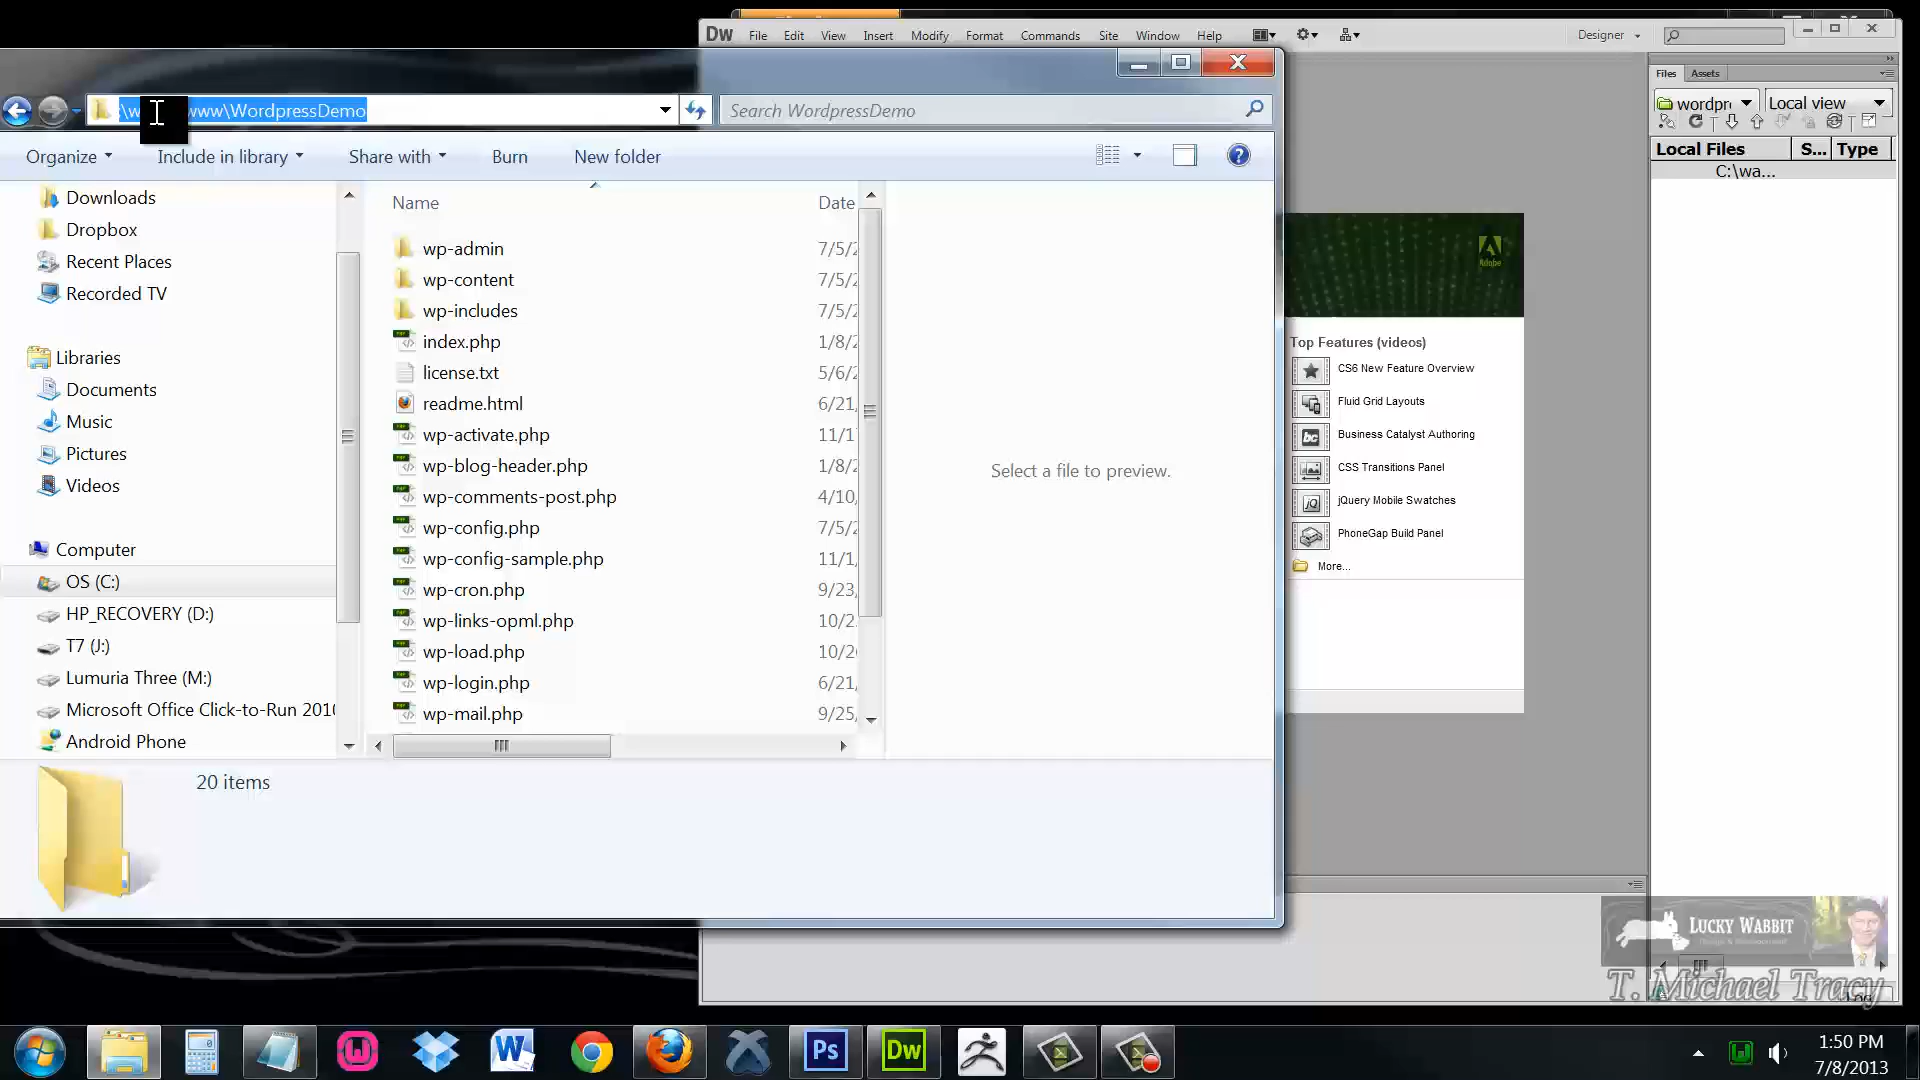 Dw File Edit View Insert Modify Format Commands Site Window Help Designer
www\WordpressDemo
Search WordpressDemo
Organize Include in library Share with Burn New folder
Downloads
Dropbox
Recent Places
Recorded TV
Libraries
Documents
Music
Pictures
Videos
Computer
OS (C:)
HP_RECOVERY (D:)
T7 (J:)
Lumuria Three (M:)
Microsoft Office Click-to-Run 2010
Android Phone
Name Date
wp-admin 7/5/2
wp-content 7/5/2
wp-includes 7/5/2
index.php 1/8/2
license.txt 5/6/2
readme.html 6/21/
wp-activate.php 11/1
wp-blog-header.php 1/8/2
wp-comments-post.php 4/10/
wp-config.php 7/5/2
wp-config-sample.php 11/1/
wp-cron.php 9/23/
wp-links-opml.php 10/2
wp-load.php 10/2
wp-login.php 6/21/
wp-mail.php 9/25/
Select a file to preview.
20 items
Adobe
Top Features (videos)
CS6 New Feature Overview
Fluid Grid Layouts
bc Business Catalyst Authoring
CSS Transitions Panel
jQ jQuery Mobile Swatches
PhoneGap Build Panel
More...
Files Assets
wordpr Local view
Local Files S... Type
C:\wa...
LUCKY WABBIT
T. Michael Tracy
Log
W Ps Dw
1:50 PM
7/8/2013